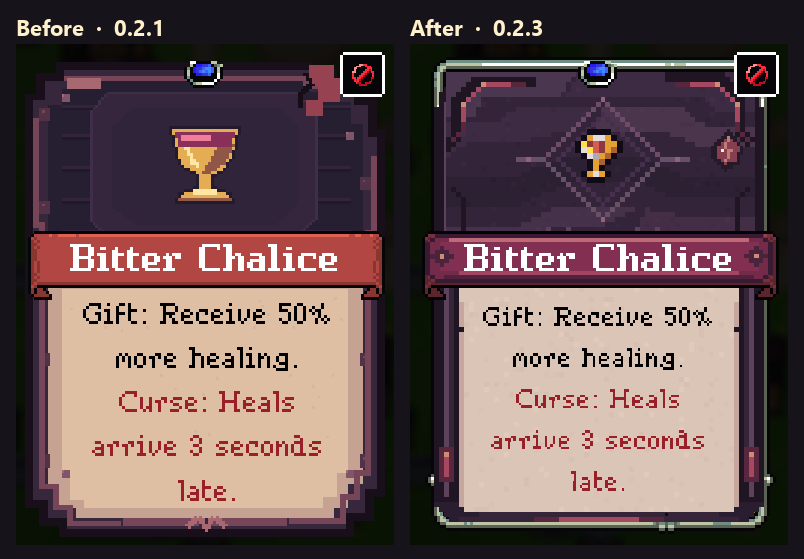 Before · 0.2.1
Bitter Chalice
Gift: Receive 50%
more healing.
Curse: Heals
arrive 3 seconds
late.
After · 0.2.3
Bitter Chalice
Gift: Receive 50%
more healing.
Curse: Heals
arrive 3 seconds
late.